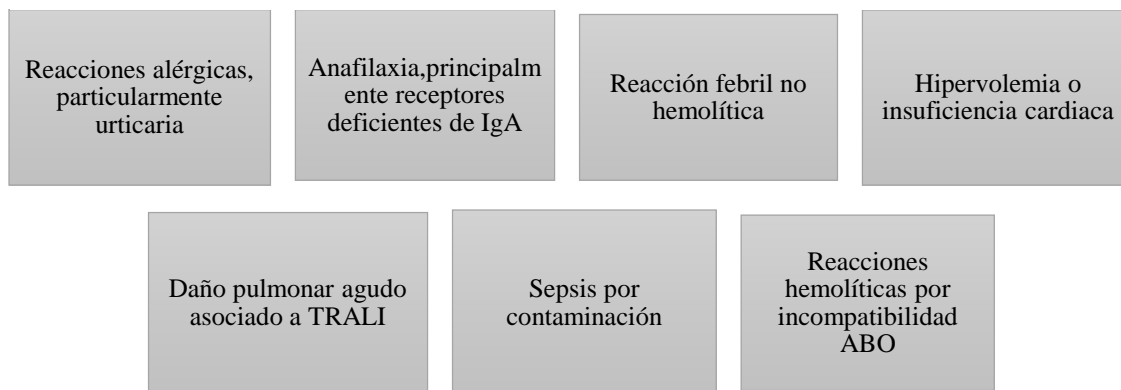 Reacciones alérgicas,
particularmente
urticaria
Anafilaxia,principalm
ente receptores
deficientes de IgA
Reacción febril no
hemolítica
Hipervolemia o
insuficiencia cardiaca
Daño pulmonar agudo
asociado a TRALI
Sepsis por
contaminación
Reacciones
hemolíticas por
incompatibilidad
ABO